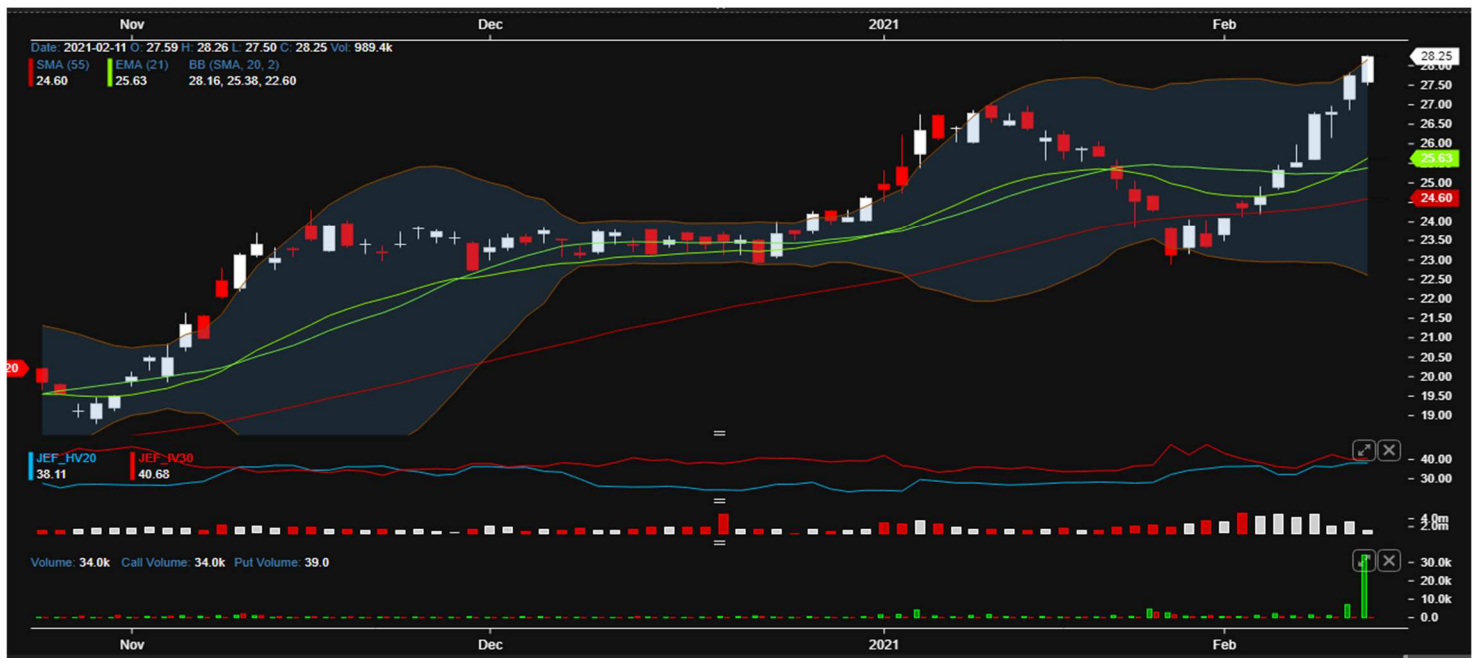 Nov Dec 2021 Feb
Date: 2021-02-11 O: 27.59 H: 28.26 L: 27.50 C: 28.25 Vol: 989.4k
SMA (55) EMA (21) BB (SMA, 20, 2)
24.60 25.63 28.16, 25.38, 22.60
28.25
28.00
27.50
27.00
26.50
26.00
25.63
25.00
24.60
24.00
23.50
23.00
22.50
22.00
21.50
21.00
20.50
20.00
19.50
19.00
20
JEF_HV20 JEF_IV30
38.11 40.68
40.00
30.00
4.0m
2.0m
Volume: 34.0k Call Volume: 34.0k Put Volume: 39.0
30.0k
20.0k
10.0k
0.0
Nov Dec 2021 Feb